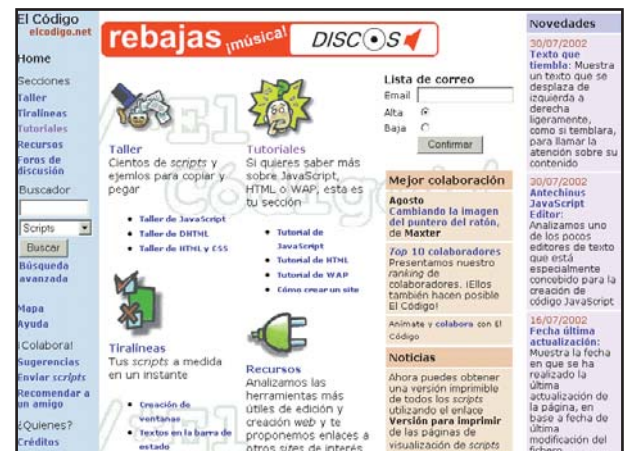 El Código
elcodigo.net
Home
Secciones
Taller
Tiralíneas
Tutoriales
Recursos
Foros de
discusión
Buscador
Scripts
Buscar
Búsqueda
avanzada
Mapa
Ayuda
¡Colabora!
Sugerencias
Enviar scripts
Recomendar a
un amigo
¿Quienes?
Créditos
rebajas ¡música! DISCOS
Taller
Cientos de scripts y
ejemlos para copiar y
pegar
Taller de JavaScript
Taller de DHTML
Taller de HTML y CSS
Tiralíneas
Tus scripts a medida
en un instante
Creación de
ventanas
Textos en la barra de
estado
Tutoriales
Si quieres saber más
sobre JavaScript,
HTML o WAP, esta es
tu sección
Tutorial de
JavaScript
Tutorial de HTML
Tutorial de WAP
Cómo crear un site
Recursos
Analizamos las
herramientas más
útiles de edición y
creación web y te
proponemos enlaces a
otros sites de interés
Lista de correo
Email
Alta
Baja
Confirmar
Mejor colaboración
Agosto
Cambiando la imagen
del puntero del ratón,
de Maxter
Top 10 colaboradores
Presentamos nuestro
ranking de
colaboradores. ¡Ellos
también hacen posible
El Código!
Anímate y colabora con El
Código
Noticias
Ahora puedes obtener
una versión imprimible
de todos los scripts
utilizando el enlace
Versión para imprimir
de las páginas de
visualización de scripts
Novedades
30/07/2002
Texto que
tiembla: Muestra
un texto que se
desplaza de
izquierda a
derecha
ligeramente,
como si temblara,
para llamar la
atención sobre su
contenido
30/07/2002
Antechinus
JavaScript
Editor:
Analizamos uno
de los pocos
editores de texto
que está
especialmente
concebido para la
creación de
código JavaScript
16/07/2002
Fecha última
actualización:
Muestra la fecha
en que se ha
realizado la
última
actualización de
la página, en
base a fecha de
última
modificación del
fichero